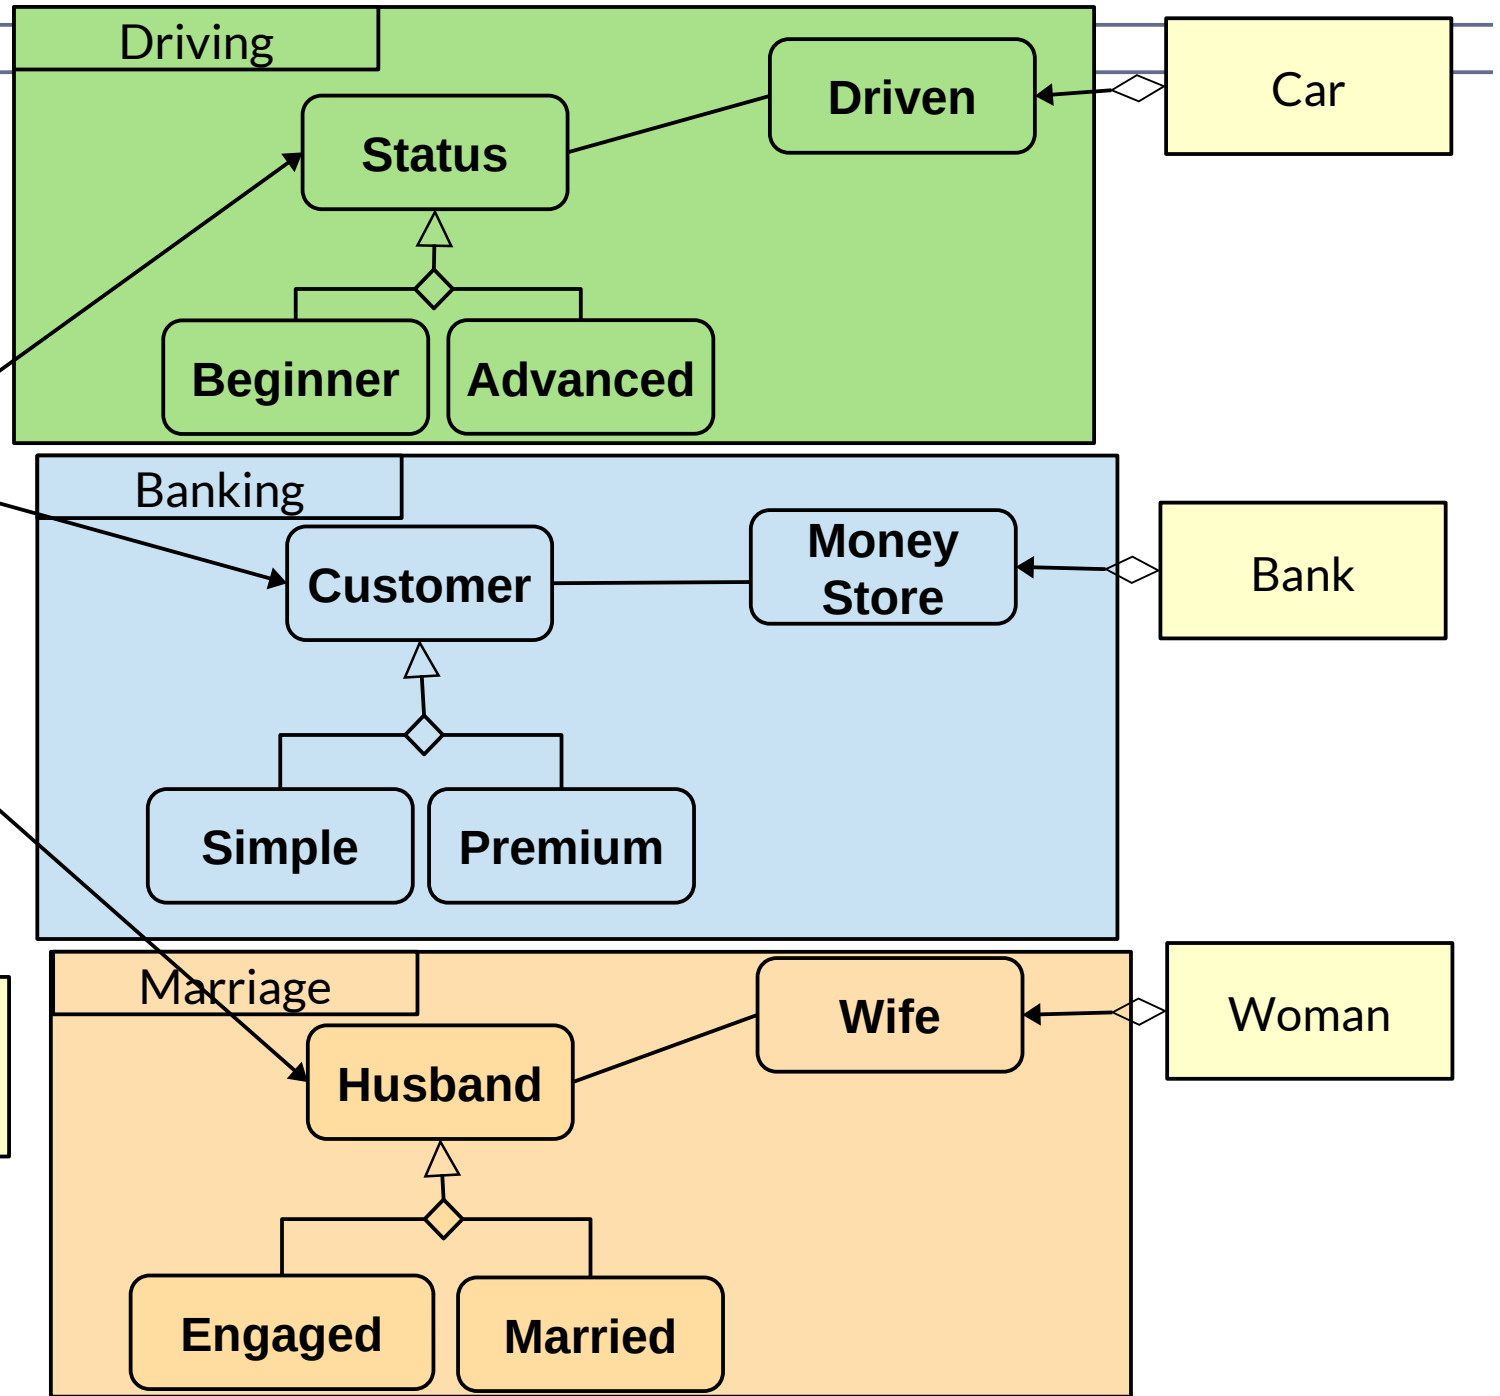 Driving
Driven
Car
Status
Beginner
Advanced
Banking
Money
Store
Bank
Customer
Simple
Premium
Marriage
Wife
Woman
Husband
Engaged
Married